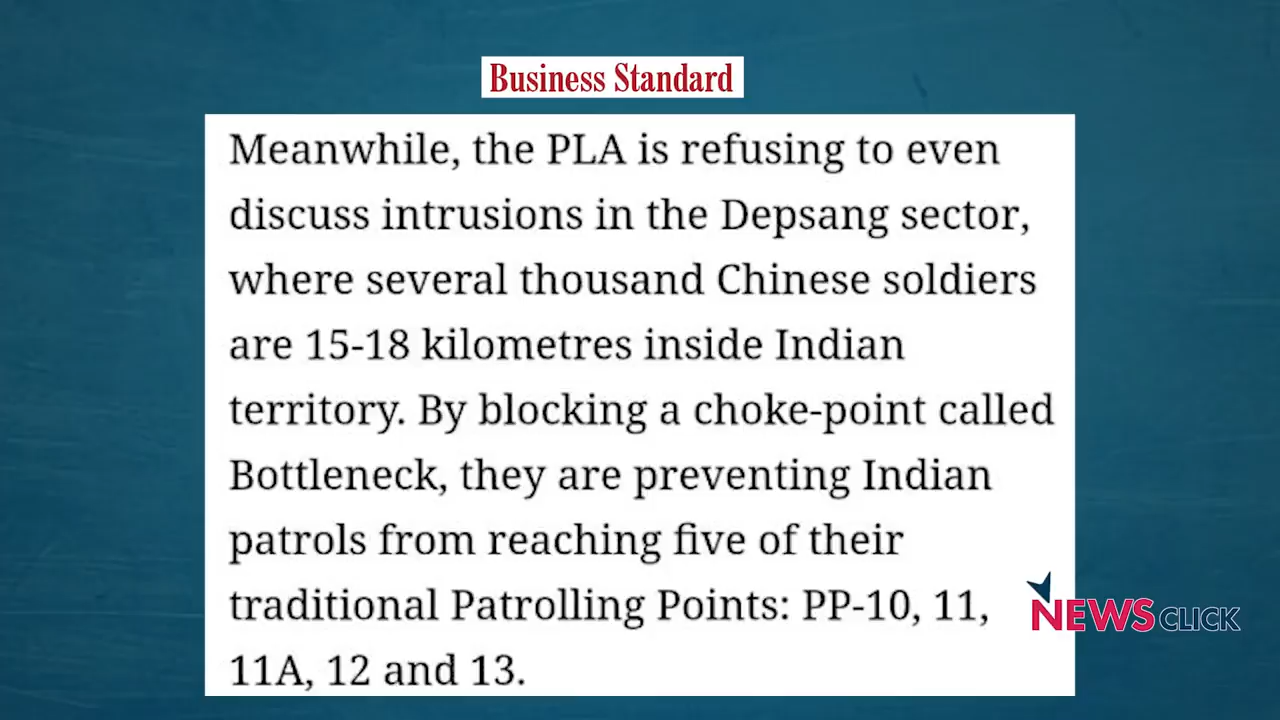 Business Standard
Meanwhile, the PLA is refusing to even
discuss intrusions in the Depsang sector,
where several thousand Chinese soldiers
are 15-18 kilometres inside Indian
territory. By blocking a choke-point called
Bottleneck, they are preventing Indian
patrols from reaching five of their
traditional Patrolling Points: PP-10, 11,
11A, 12 and 13.
NEWSCLICK